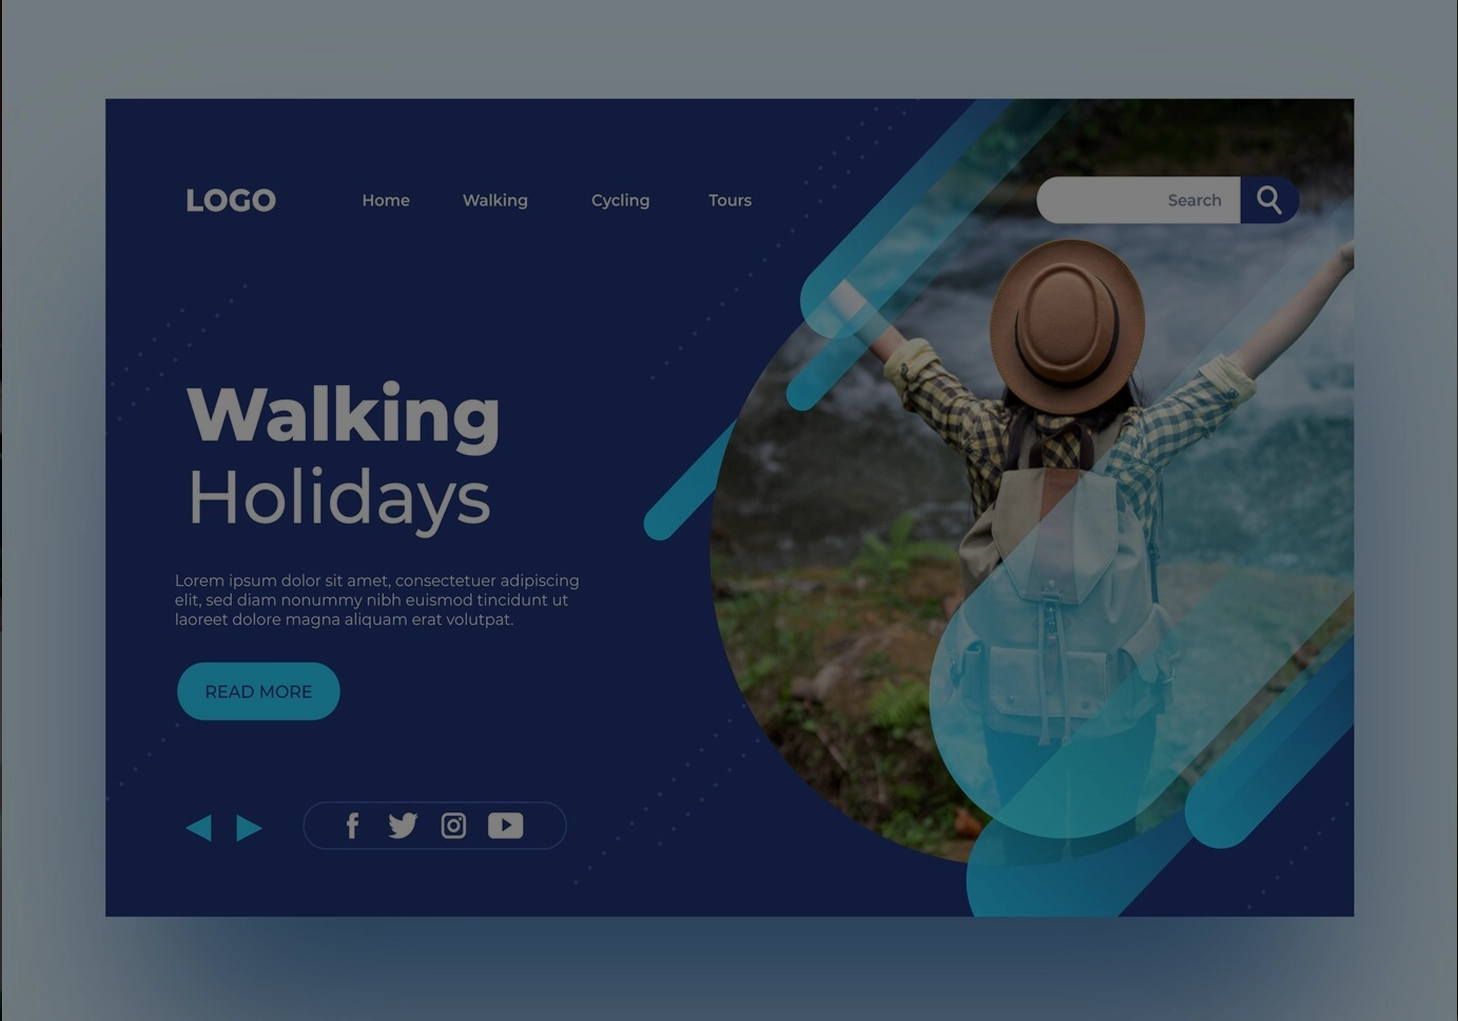 LOGO
Home
Walking
Cycling
Tours
Search
Walking
Holidays
Lorem ipsum dolor sit amet, consectetuer adipiscing
elit, sed diam nonummy nibh euismod tincidunt ut
laoreet dolore magna aliquam erat volutpat.
READ MORE